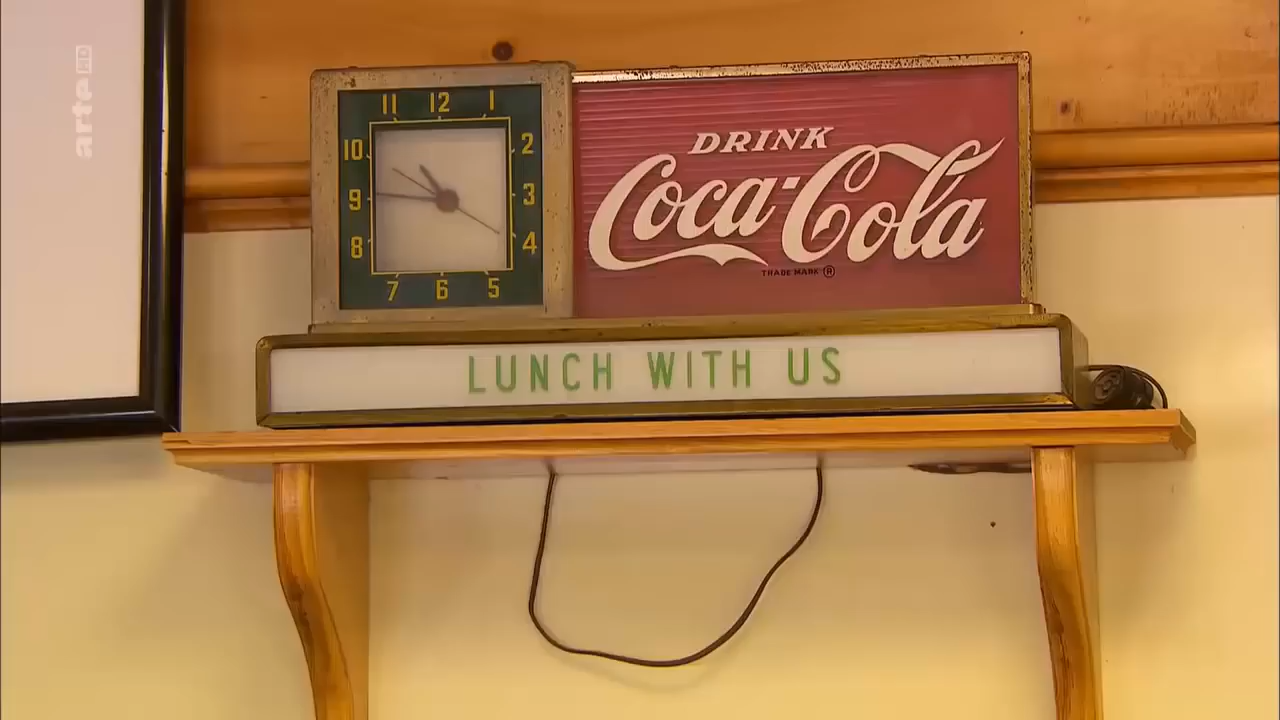 arte HD
11 12 1
10 2
9 3
8 4
7 6 5
DRINK
Coca-Cola
TRADE MARK ®
LUNCH WITH US